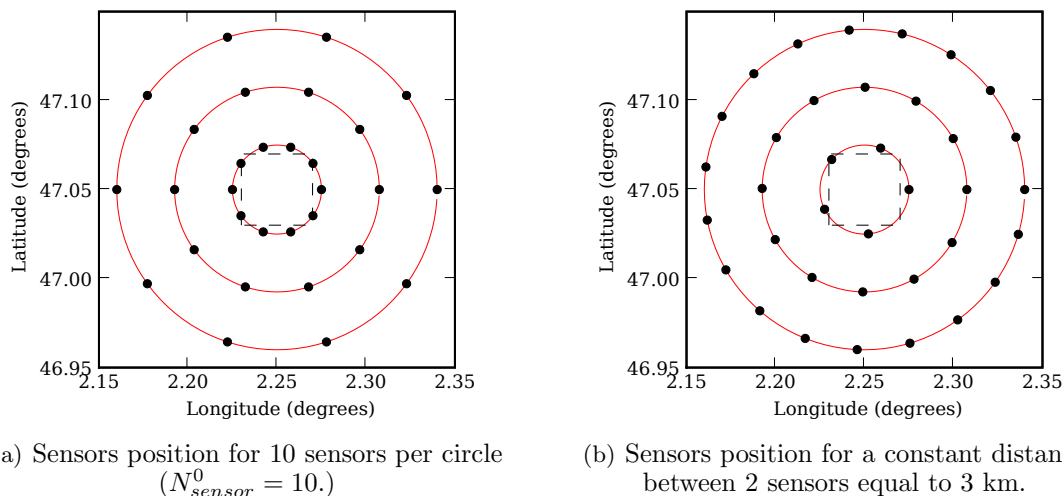 47.10
47.05
47.00
46.95
2.15
2.20
2.25
2.30
2.35
Latitude (degrees)
Longitude (degrees)
a) Sensors position for 10 sensors per circle
(N⁰sensor = 10.)
47.10
47.05
47.00
46.95
2.15
2.20
2.25
2.30
2.35
Latitude (degrees)
Longitude (degrees)
(b) Sensors position for a constant distan
between 2 sensors equal to 3 km.